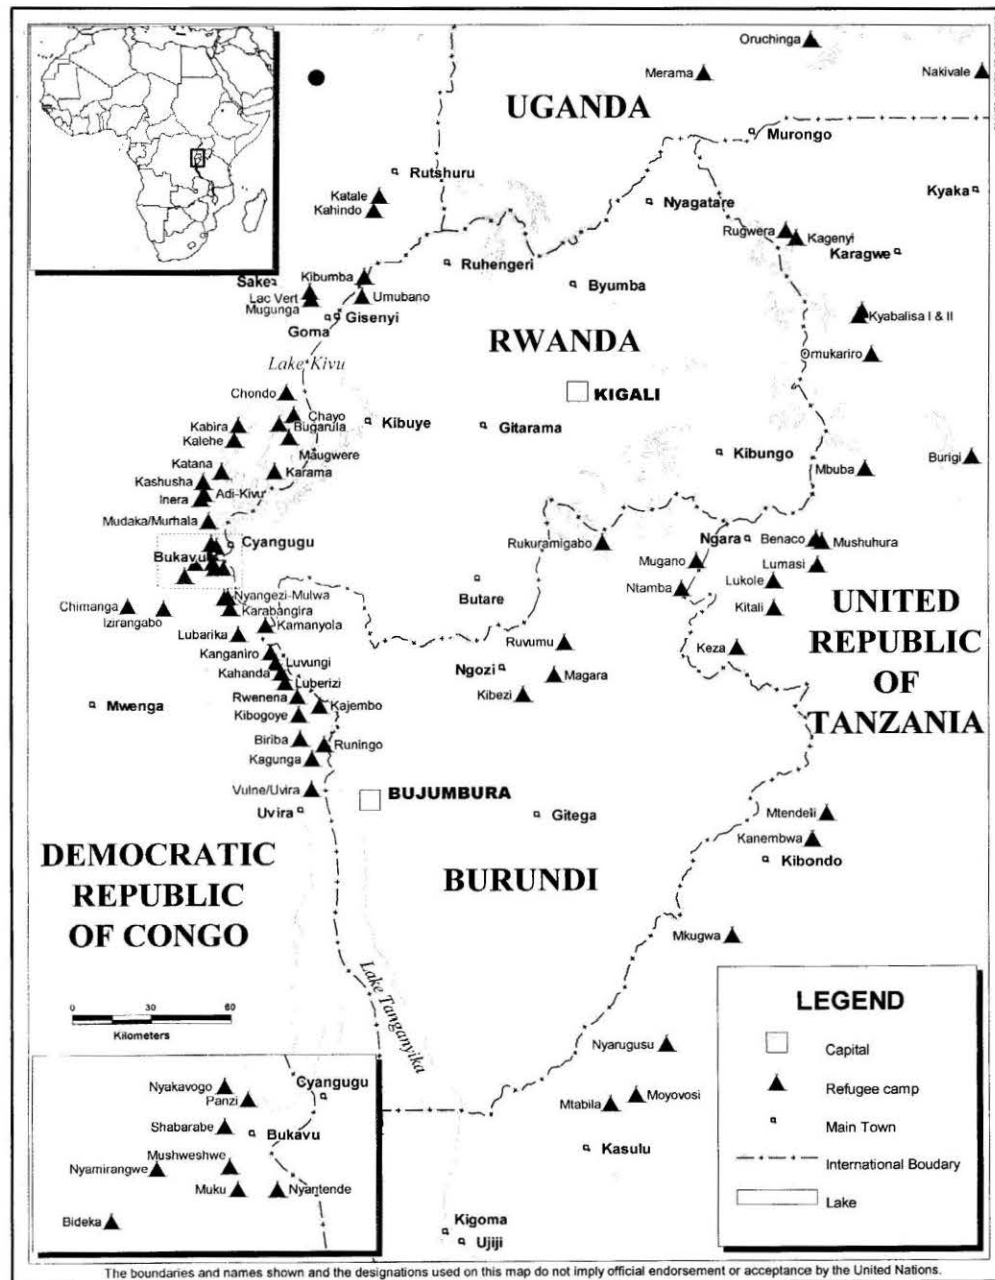 Oruchinga
Merama
Nakivale
UGANDA
Murongo
Rutshuru
Katale
Kahindo
Nyagatare
Kyaka
Rugwera
Kagenyi
Karagwe
Ruhengeri
Kibumba
Sake
Byumba
Lac Vert
Umubano
Mugunga
Goma
Gisenyi
Kyabalisa I & II
RWANDA
Omukariro
Lake Kivu
KIGALI
Chondo
Chayo
Kabira
Bugarula
Kibuye
Gitarama
Kalehe
Maugwere
Kibungo
Katana
Karama
Mbuba
Burigi
Kashusha
Adi-Kivu
Inera
Mudaka/Murhala
Cyangugu
Rukuramigabo
Ngara
Benaco
Mushuhura
Bukavu
Mugano
Lumasi
Lukole
Butare
Ntamba
Nyangezi-Mulwa
Chimanga
Izirangabo
Karabangira
Kitali
Kamanyola
Lubarika
UNITED
REPUBLIC
OF
TANZANIA
Ruvumu
Keza
Kanganiro
Luvungi
Ngozi
Magara
Kahanda
Luberizi
Kibezi
Rwenena
Kajembo
Mwenga
Kibogoye
Biriba
Runingo
Kagunga
Vulne/Uvira
BUJUMBURA
Uvira
Gitega
Mtendeli
Kanembwa
Kibondo
DEMOCRATIC
REPUBLIC
OF CONGO
BURUNDI
Mkugwa
Lake Tanganyika
0 30 60
Kilometers
Nyarugusu
Mtabila
Moyovosi
Kasulu
Kigoma
Ujiji
Nyakavogo
Cyangugu
Panzi
Shabarabe
Bukavu
Mushweshwe
Nyamirangwe
Muku
Nyantende
Bideka
LEGEND
Capital
Refugee camp
Main Town
International Boudary
Lake
The boundaries and names shown and the designations used on this map do not imply official endorsement or acceptance by the United Nations.